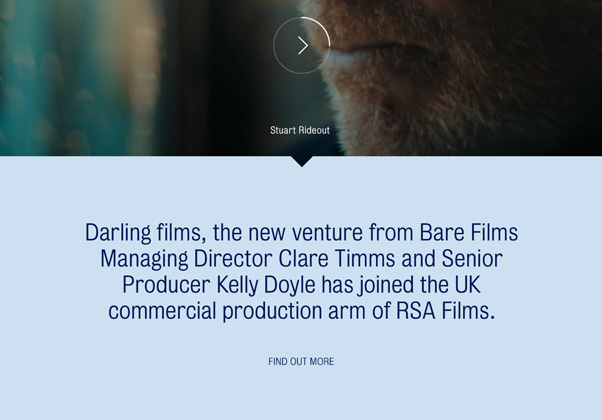 Stuart Rideout
Darling films, the new venture from Bare Films
Managing Director Clare Timms and Senior
Producer Kelly Doyle has joined the UK
commercial production arm of RSA Films.
FIND OUT MORE